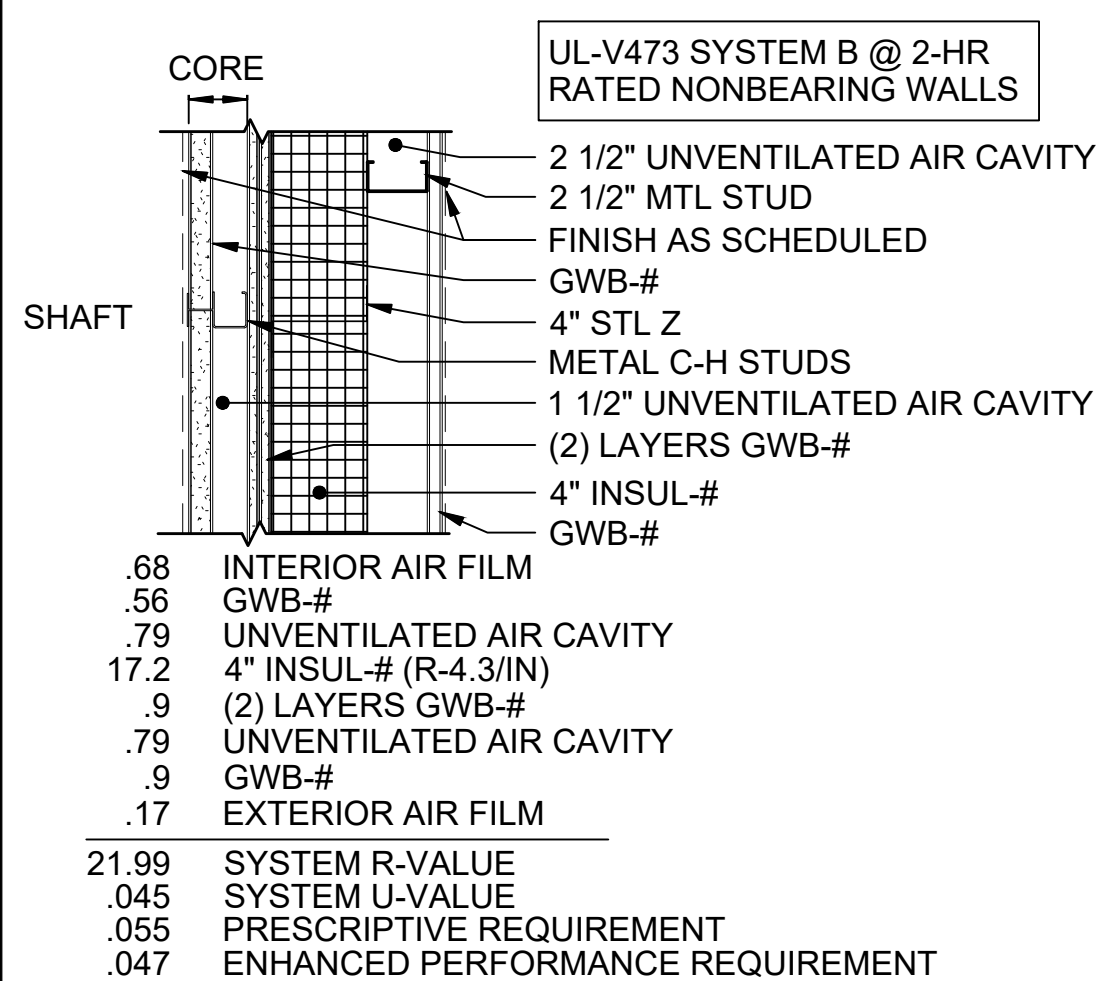 UL-V473 SYSTEM B @ 2-HR
RATED NONBEARING WALLS
CORE
2 1/2" UNVENTILATED AIR CAVITY
2 1/2" MTL STUD
FINISH AS SCHEDULED
GWB-#
SHAFT
4" STL Z
METAL C-H STUDS
1 1/2" UNVENTILATED AIR CAVITY
(2) LAYERS GWB-#
4" INSUL-#
GWB-#
.68 INTERIOR AIR FILM
.56 GWB-#
.79 UNVENTILATED AIR CAVITY
17.2 4" INSUL-# (R-4.3/IN)
.9 (2) LAYERS GWB-#
.79 UNVENTILATED AIR CAVITY
.9 GWB-#
.17 EXTERIOR AIR FILM
21.99 SYSTEM R-VALUE
.045 SYSTEM U-VALUE
.055 PRESCRIPTIVE REQUIREMENT
.047 ENHANCED PERFORMANCE REQUIREMENT